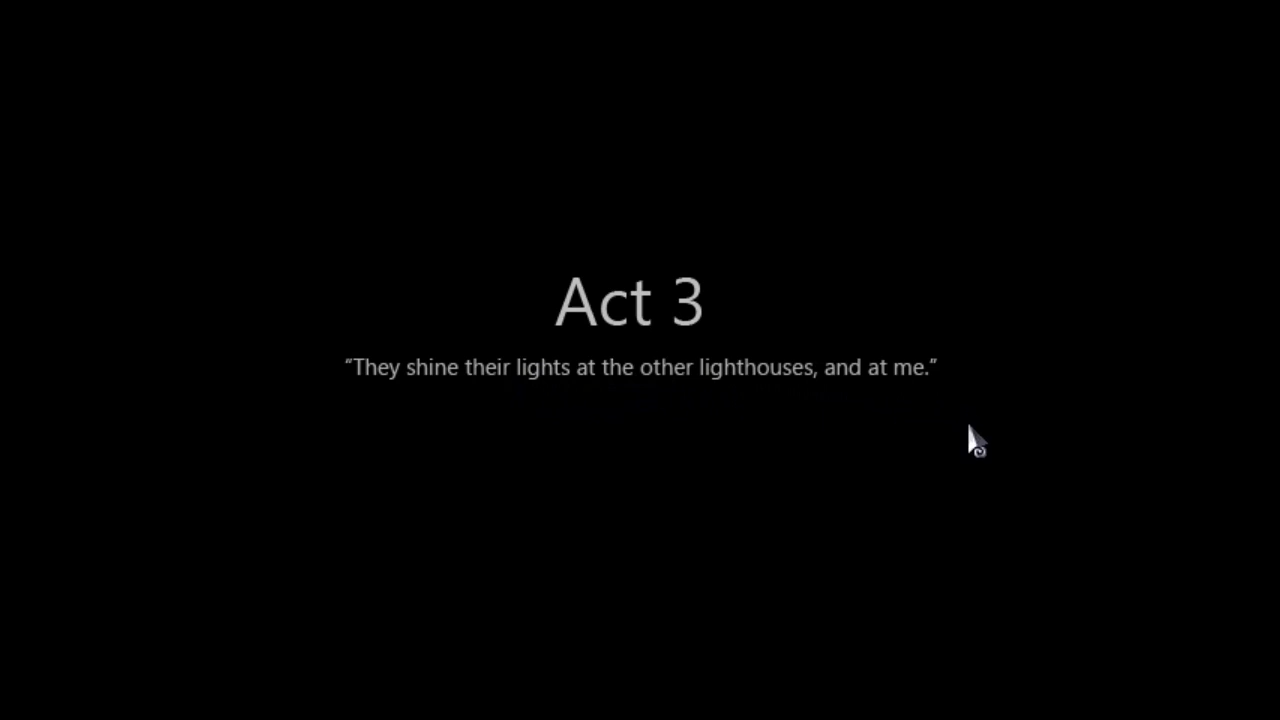 Act 3
“They shine their lights at the other lighthouses, and at me.”